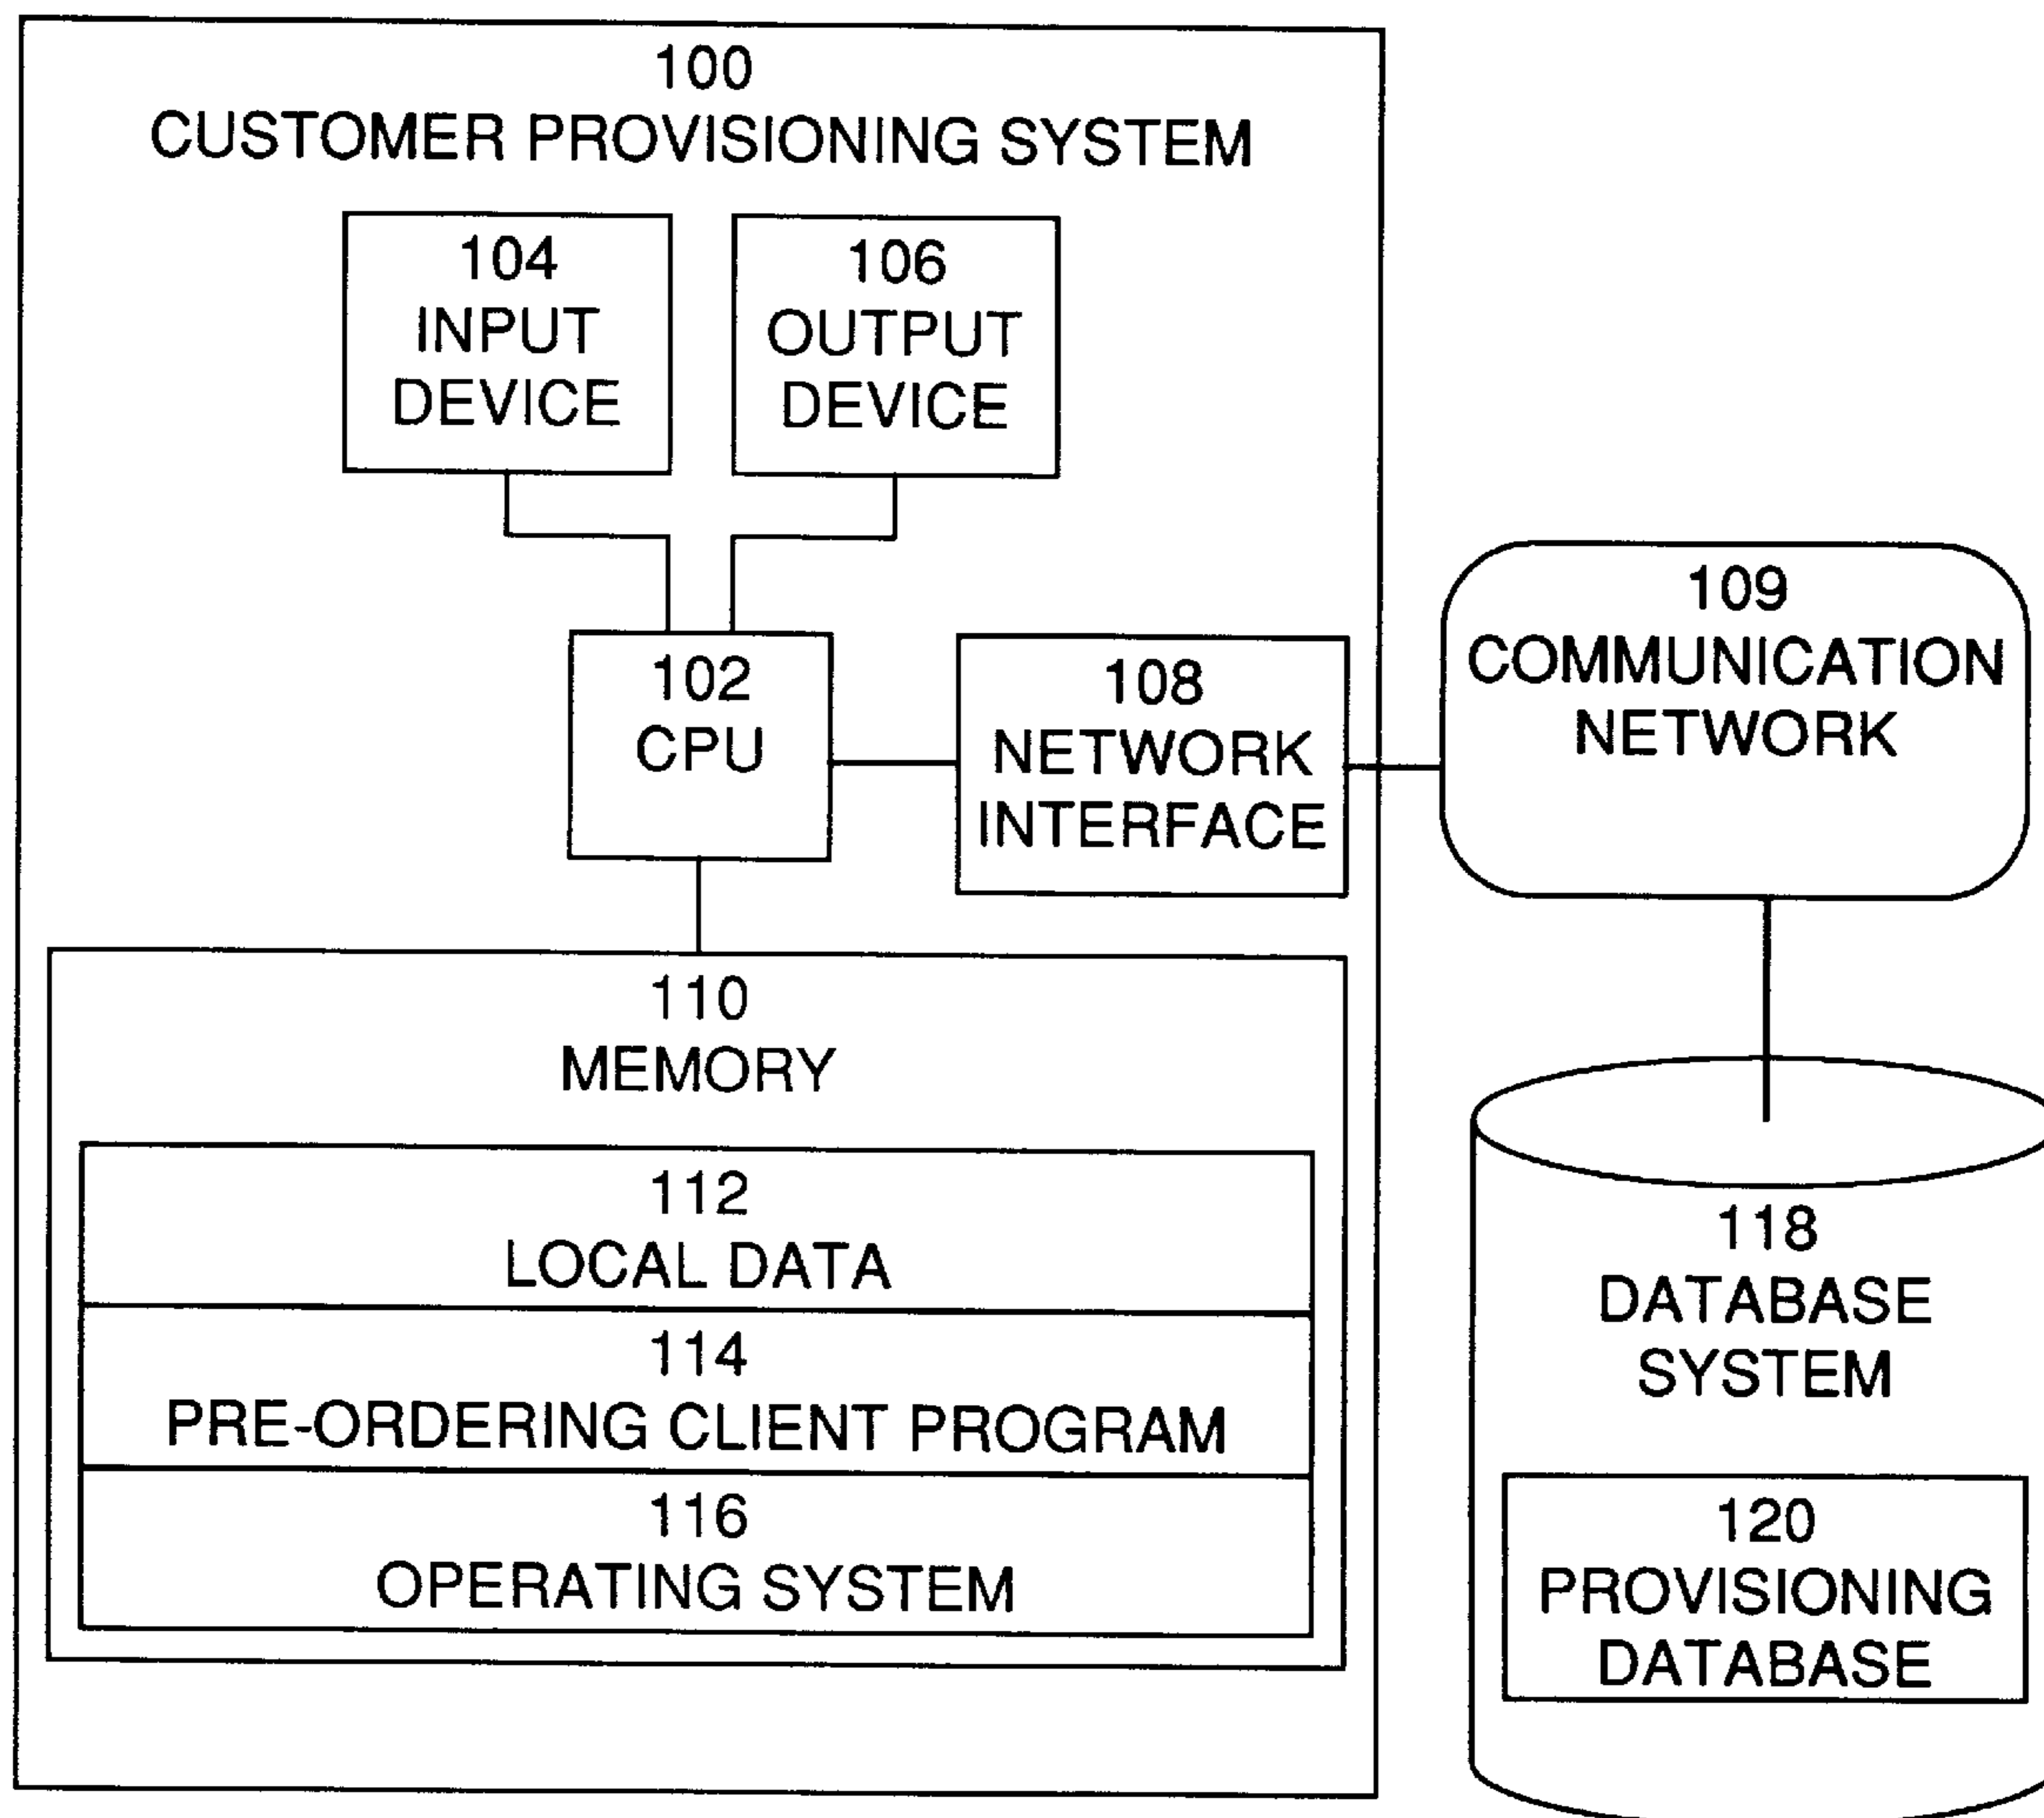 100
CUSTOMER PROVISIONING SYSTEM
104
INPUT
DEVICE
106
OUTPUT
DEVICE
102
CPU
108
NETWORK
INTERFACE
109
COMMUNICATION
NETWORK
110
MEMORY
112
LOCAL DATA
114
PRE-ORDERING CLIENT PROGRAM
116
OPERATING SYSTEM
118
DATABASE
SYSTEM
120
PROVISIONING
DATABASE